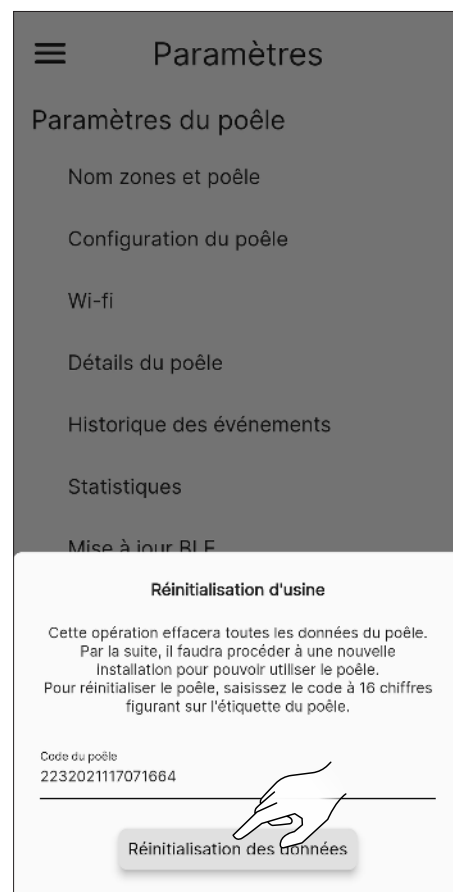 Paramètres
Paramètres du poêle
Nom zones et poêle
Configuration du poêle
Wi-fi
Détails du poêle
Historique des événements
Statistiques
Mise à jour BLE
Réinitialisation d'usine
Cette opération effacera toutes les données du poêle.
Par la suite, il faudra procéder à une nouvelle
installation pour pouvoir utiliser le poêle.
Pour réinitialiser le poêle, saisissez le code à 16 chiffres
figurant sur l'étiquette du poêle.
Code du poêle
2232021117071664
Réinitialisation des données